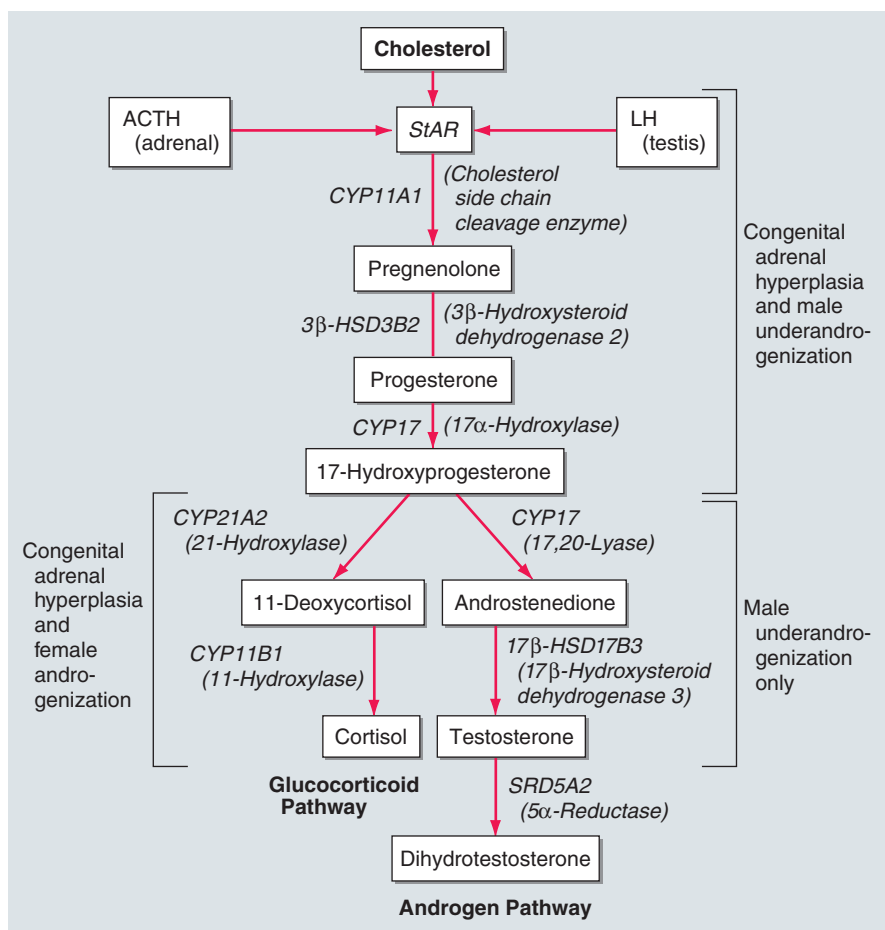 Cholesterol
ACTH
(adrenal)
StAR
LH
(testis)
CYP11A1
(Cholesterol
side chain
cleavage enzyme)
Pregnenolone
3β-HSD3B2
(3β-Hydroxysteroid
dehydrogenase 2)
Progesterone
CYP17
(17α-Hydroxylase)
17-Hydroxyprogesterone
Congenital
adrenal
hyperplasia
and male
underandro-
genization
CYP21A2
(21-Hydroxylase)
CYP17
(17,20-Lyase)
Congenital
adrenal
hyperplasia
and
female
andro-
genization
11-Deoxycortisol
Androstenedione
CYP11B1
(11-Hydroxylase)
17β-HSD17B3
(17β-Hydroxysteroid
dehydrogenase 3)
Male
underandro-
genization
only
Cortisol
Testosterone
Glucocorticoid
Pathway
SRD5A2
(5α-Reductase)
Dihydrotestosterone
Androgen Pathway